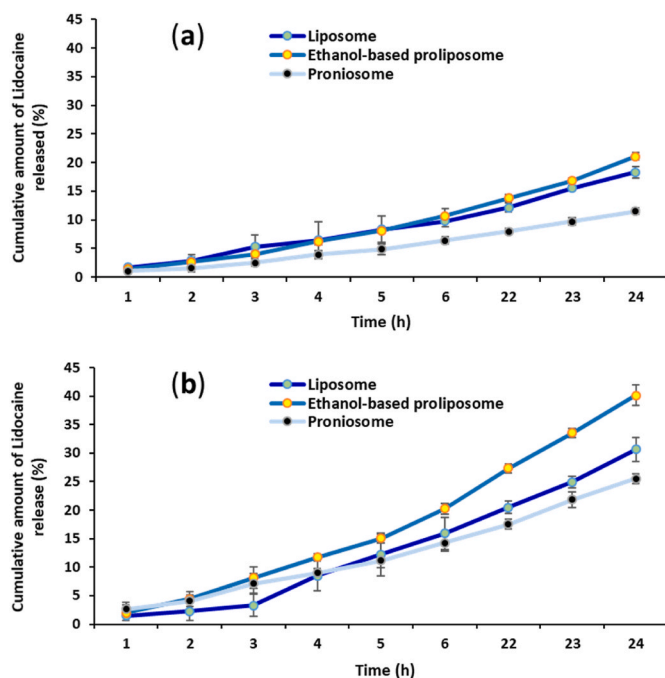 45
40
35
30
25
20
15
10
5
0
Cumulative amount of Lidocaine
released (%)
(a)
Liposome
Ethanol-based proliposome
Proniosome
1 2 3 4 5 6 22 23 24
Time (h)
45
40
35
30
25
20
15
10
5
0
Cumulative amount of Lidocaine
release (%)
(b)
Liposome
Ethanol-based proliposome
Proniosome
1 2 3 4 5 6 22 23 24
Time (h)